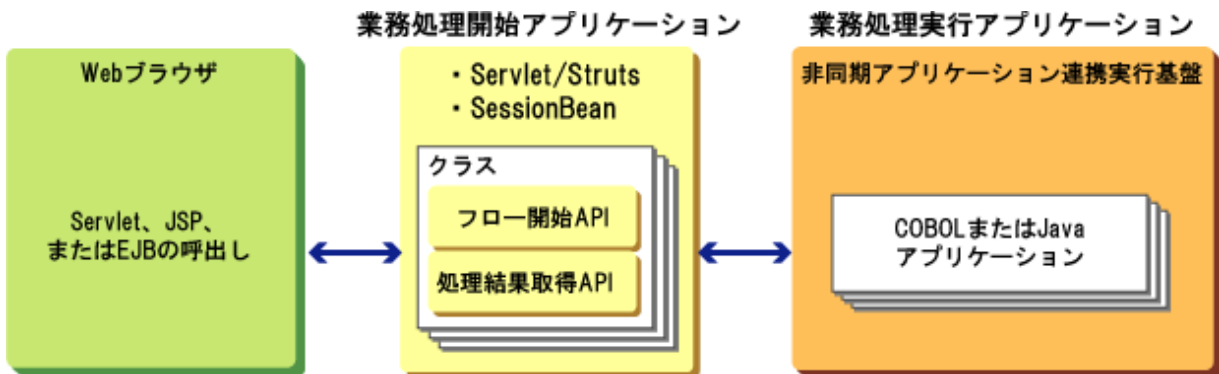 業務処理開始アプリケーション
業務処理実行アプリケーション
Webブラウザ
Servlet、JSP、
またはEJBの呼出し
・Servlet/Struts
・SessionBean
クラス
フロー開始API
処理結果取得API
非同期アプリケーション連携実行基盤
COBOLまたはJava
アプリケーション